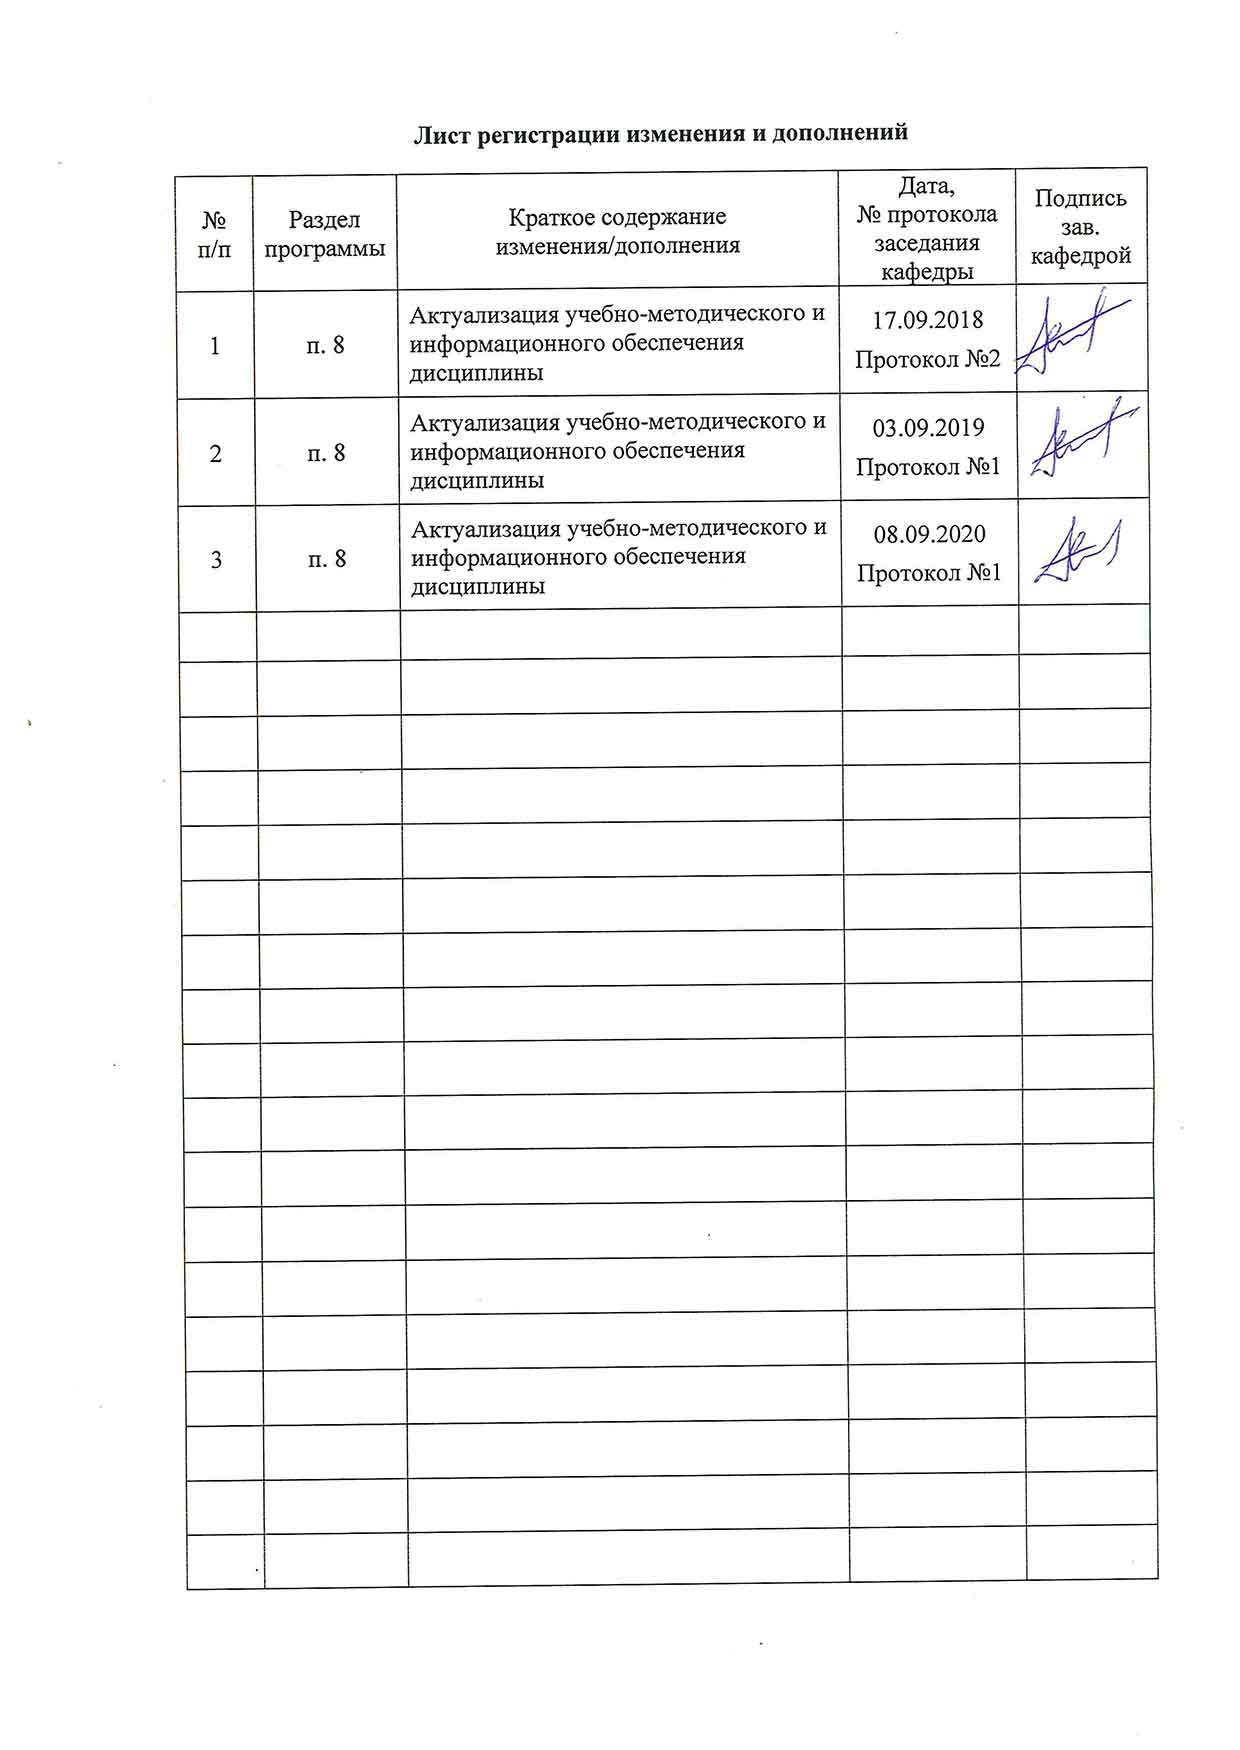 Лист регистрации изменения и дополнений
№
п/п
Раздел
программы
Краткое содержание
изменения/дополнения
Дата,
№ протокола
заседания
кафедры
Подпись
зав.
кафедрой
1
п. 8
Актуализация учебно-методического и
информационного обеспечения
дисциплины
17.09.2018
Протокол №2
2
п. 8
Актуализация учебно-методического и
информационного обеспечения
дисциплины
03.09.2019
Протокол №1
3
п. 8
Актуализация учебно-методического и
информационного обеспечения
дисциплины
08.09.2020
Протокол №1